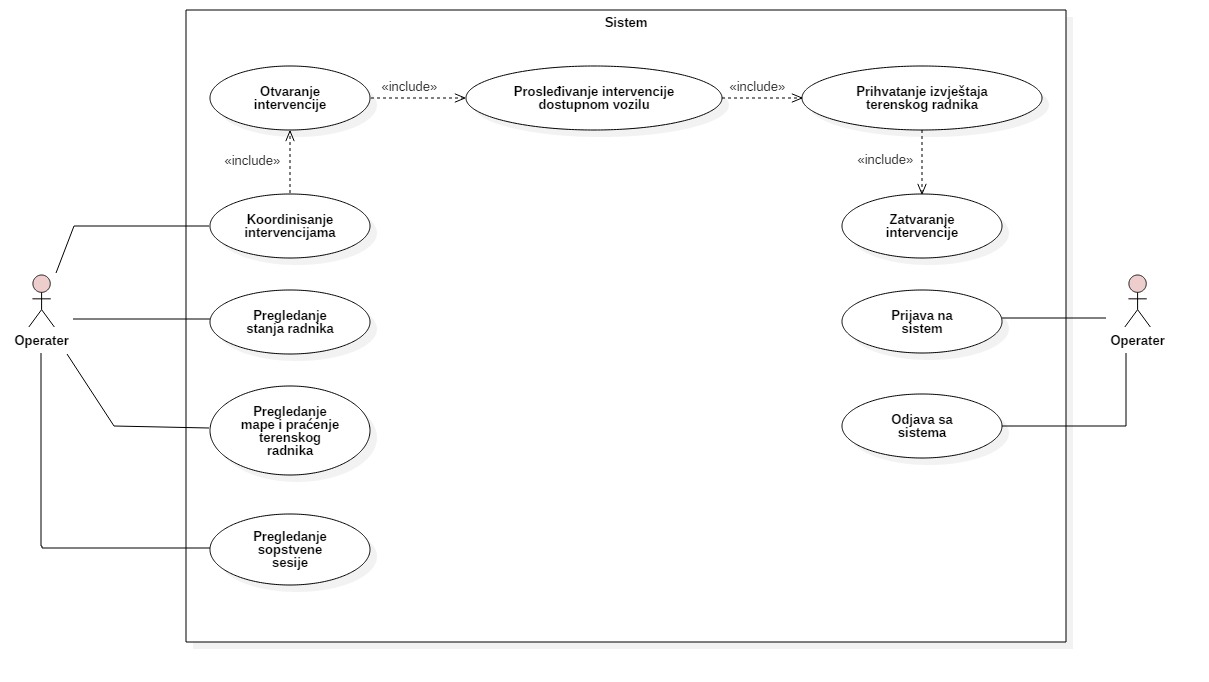 Sistem
Otvaranje
intervencije
«include»
Prosleđivanje intervencije
dostupnom vozilu
«include»
Prihvatanje izvještaja
terenskog radnika
«include»
«include»
Koordinisanje
intervencijama
Zatvaranje
intervencije
Operater
Pregledanje
stanja radnika
Prijava na
sistem
Operater
Pregledanje
mape i praćenje
terenskog
radnika
Odjava sa
sistema
Pregledanje
sopstvene
sesije